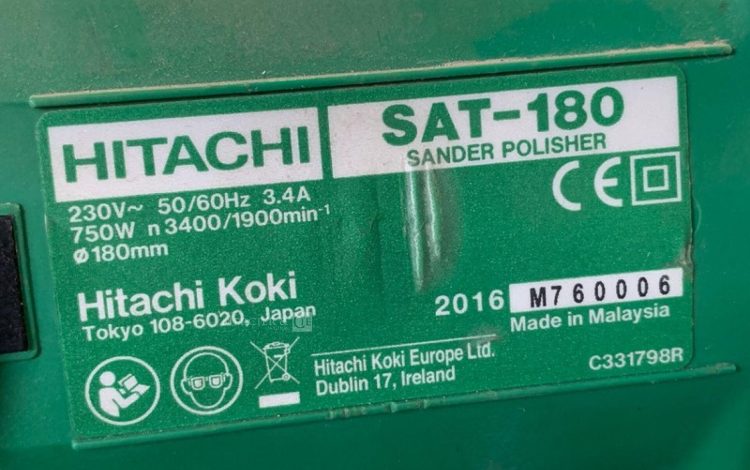 HITACHI
SAT-180
SANDER POLISHER
230V~ 50/60Hz 3.4A
750W n 3400/1900min⁻¹
ø180mm
CE
Hitachi Koki
Tokyo 108-6020, Japan
2016 M760006
Made in Malaysia
Hitachi Koki Europe Ltd.
Dublin 17, Ireland
C331798R